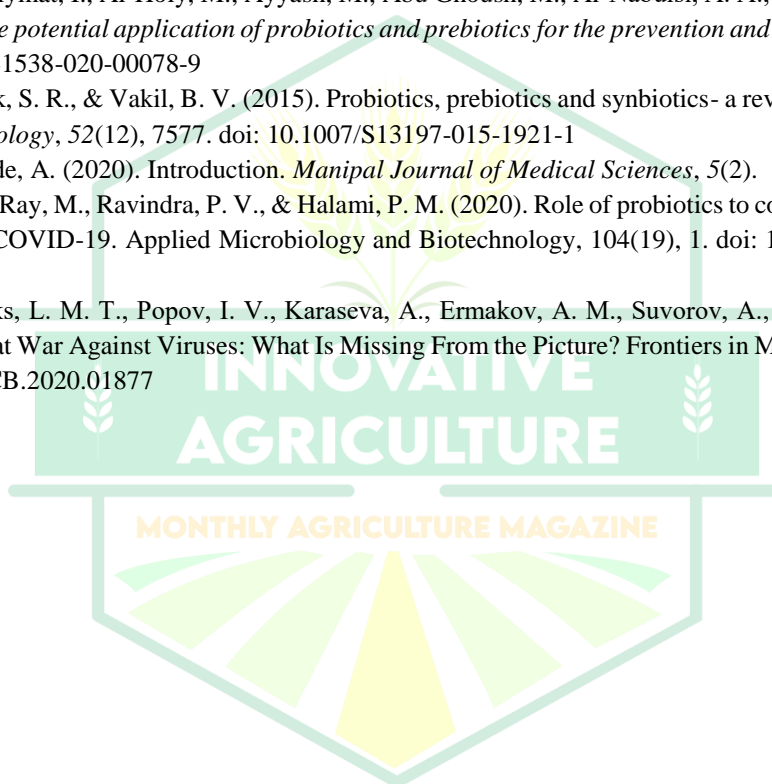 e potential application of probiotics and prebiotics for the prevention and
1538-020-00078-9
k, S. R., & Vakil, B. V. (2015). Probiotics, prebiotics and synbiotics- a rev
ology, 52(12), 7577. doi: 10.1007/S13197-015-1921-1
de, A. (2020). Introduction. Manipal Journal of Medical Sciences, 5(2).
Ray, M., Ravindra, P. V., & Halami, P. M. (2020). Role of probiotics to co
COVID-19. Applied Microbiology and Biotechnology, 104(19), 1. doi: 1
ks, L. M. T., Popov, I. V., Karaseva, A., Ermakov, A. M., Suvorov, A.,
at War Against Viruses: What Is Missing From the Picture? Frontiers in M
B.2020.01877
INNOVATIVE
AGRICULTURE
MONTHLY AGRICULTURE MAGAZINE